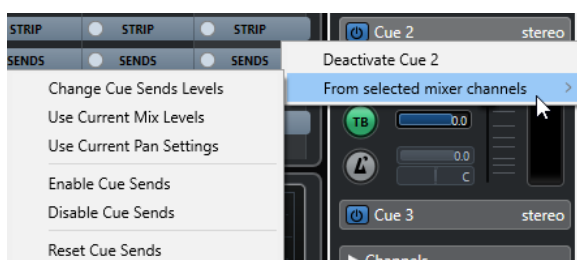 STRIP STRIP STRIP Cue 2 stereo
SENDS SENDS SENDS
Deactivate Cue 2
From selected mixer channels
Change Cue Sends Levels
Use Current Mix Levels
Use Current Pan Settings
Enable Cue Sends
Disable Cue Sends
Reset Cue Sends
TB 0.0
0.0
C
Cue 3 stereo
Channels